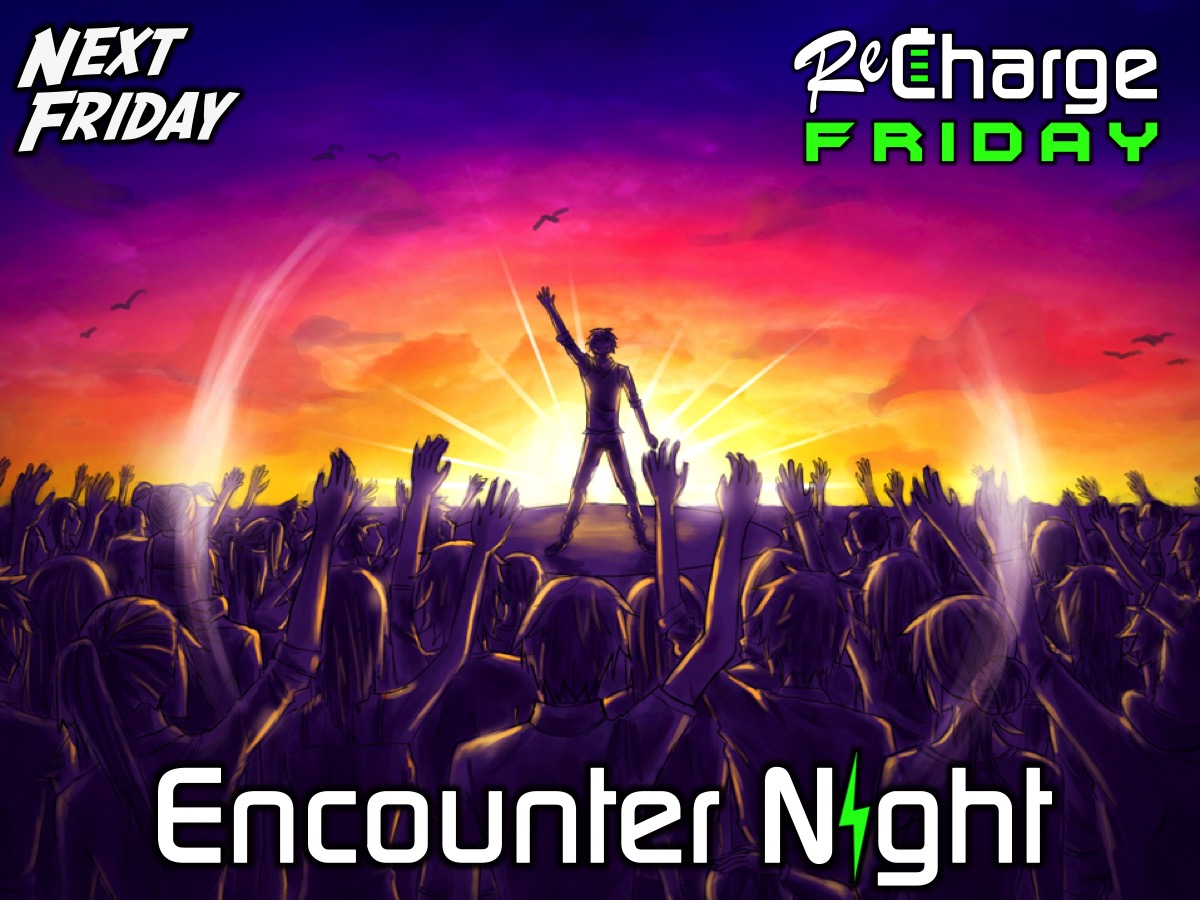 NEXT
FRIDAY
ReCharge
FRIDAY
Encounter Night